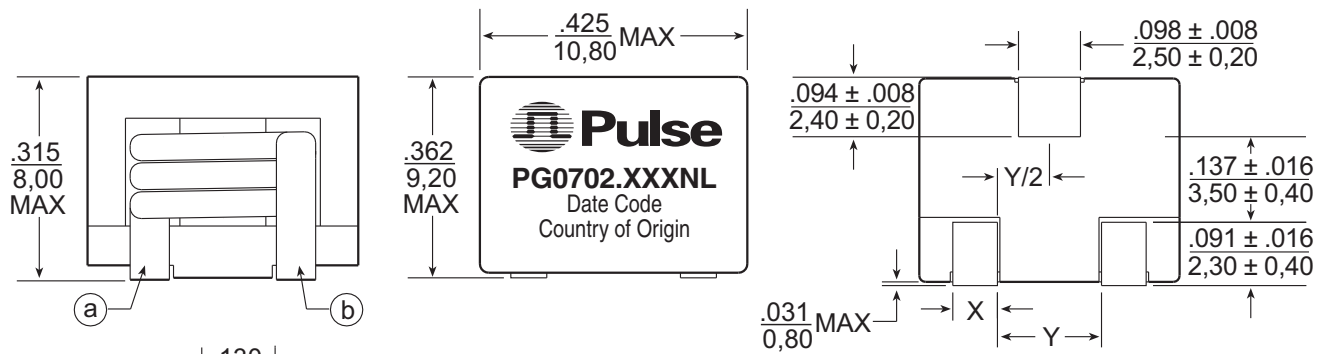 .315
8,00
MAX
a
b
.425
10,80 MAX
.362
9,20
MAX
Pulse
PG0702.XXXNL
Date Code
Country of Origin
.098 ± .008
2,50 ± 0,20
.094 ± .008
2,40 ± 0,20
Y/2
.137 ± .016
3,50 ± 0,40
.091 ± .016
2,30 ± 0,40
.031
0,80 MAX
X
Y